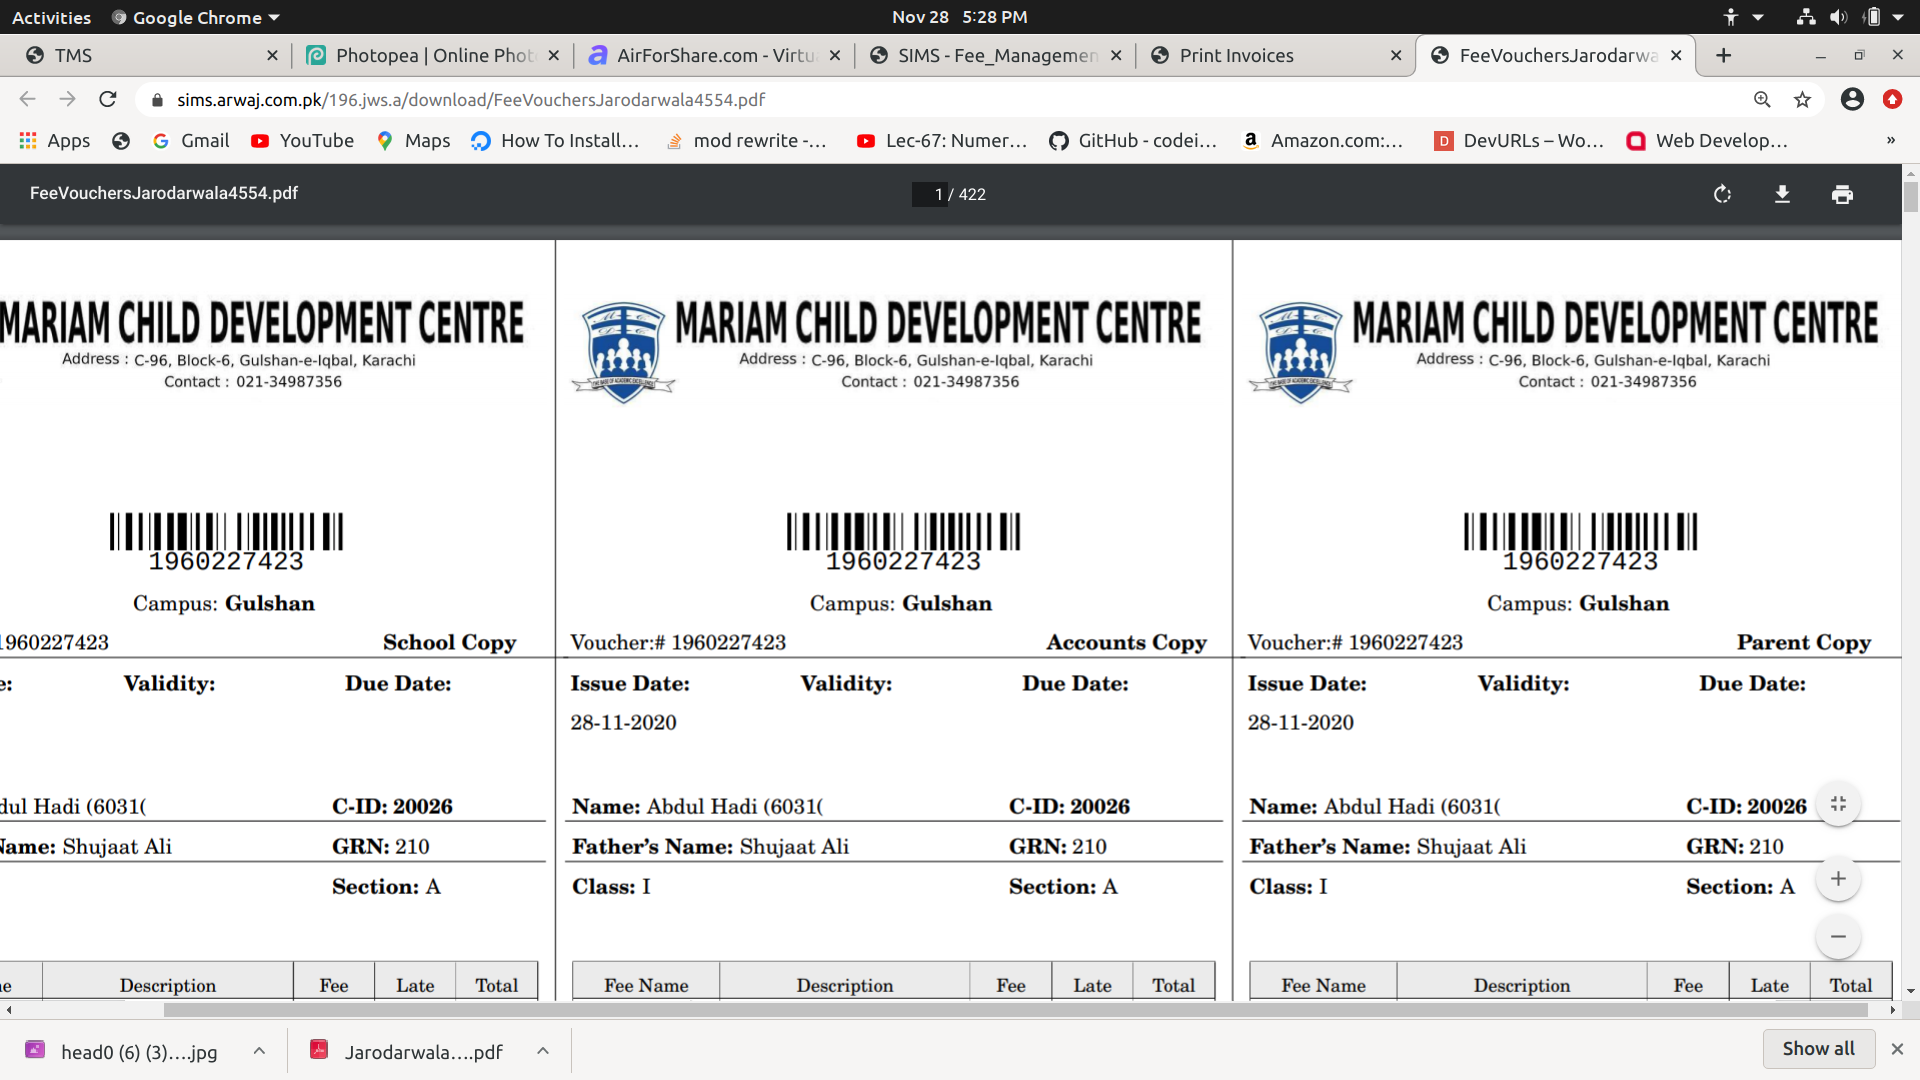 Activities Google Chrome Nov 28 5:28 PM
TMS Photopea | Online Phot AirForShare.com - Virtu SIMS - Fee_Managemen Print Invoices FeeVouchersJarodarwa
sims.arwaj.com.pk/196.jws.a/download/FeeVouchersJarodarwala4554.pdf
Apps Gmail YouTube Maps How To Install... mod rewrite -... Lec-67: Numer... GitHub - codei... Amazon.com:... DevURLs – Wo... Web Develop... »
FeeVouchersJarodarwala4554.pdf 1 / 422
MARIAM CHILD DEVELOPMENT CENTRE
Address : C-96, Block-6, Gulshan-e-Iqbal, Karachi
Contact : 021-34987356
1960227423
Campus: Gulshan
1960227423 School Copy
e: Validity: Due Date:
dul Hadi (6031( C-ID: 20026
Name: Shujaat Ali GRN: 210
Section: A
e Description Fee Late Total
MARIAM CHILD DEVELOPMENT CENTRE
Address : C-96, Block-6, Gulshan-e-Iqbal, Karachi
Contact : 021-34987356
1960227423
Campus: Gulshan
Voucher:# 1960227423 Accounts Copy
Issue Date: Validity: Due Date:
28-11-2020
Name: Abdul Hadi (6031( C-ID: 20026
Father's Name: Shujaat Ali GRN: 210
Class: I Section: A
Fee Name Description Fee Late Total
MARIAM CHILD DEVELOPMENT CENTRE
Address : C-96, Block-6, Gulshan-e-Iqbal, Karachi
Contact : 021-34987356
1960227423
Campus: Gulshan
Voucher:# 1960227423 Parent Copy
Issue Date: Validity: Due Date:
28-11-2020
Name: Abdul Hadi (6031( C-ID: 20026
Father's Name: Shujaat Ali GRN: 210
Class: I Section: A
Fee Name Description Fee Late Total
head0 (6) (3)....jpg Jarodarwala....pdf Show all